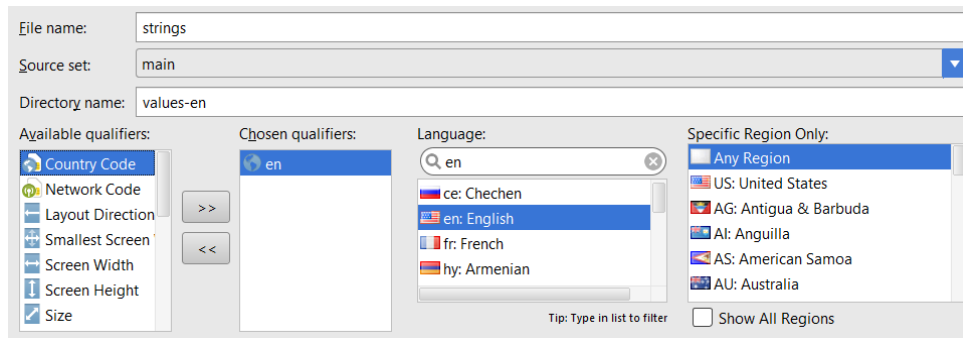 File name: strings
Source set: main
Directory name: values-en
Available qualifiers:
Country Code
Network Code
Layout Direction
Smallest Screen
Screen Width
Screen Height
Size
>>
<<
Chosen qualifiers:
en
Language:
en
ce: Chechen
en: English
fr: French
hy: Armenian
Tip: Type in list to filter
Specific Region Only:
Any Region
US: United States
AG: Antigua & Barbuda
AI: Anguilla
AS: American Samoa
AU: Australia
Show All Regions